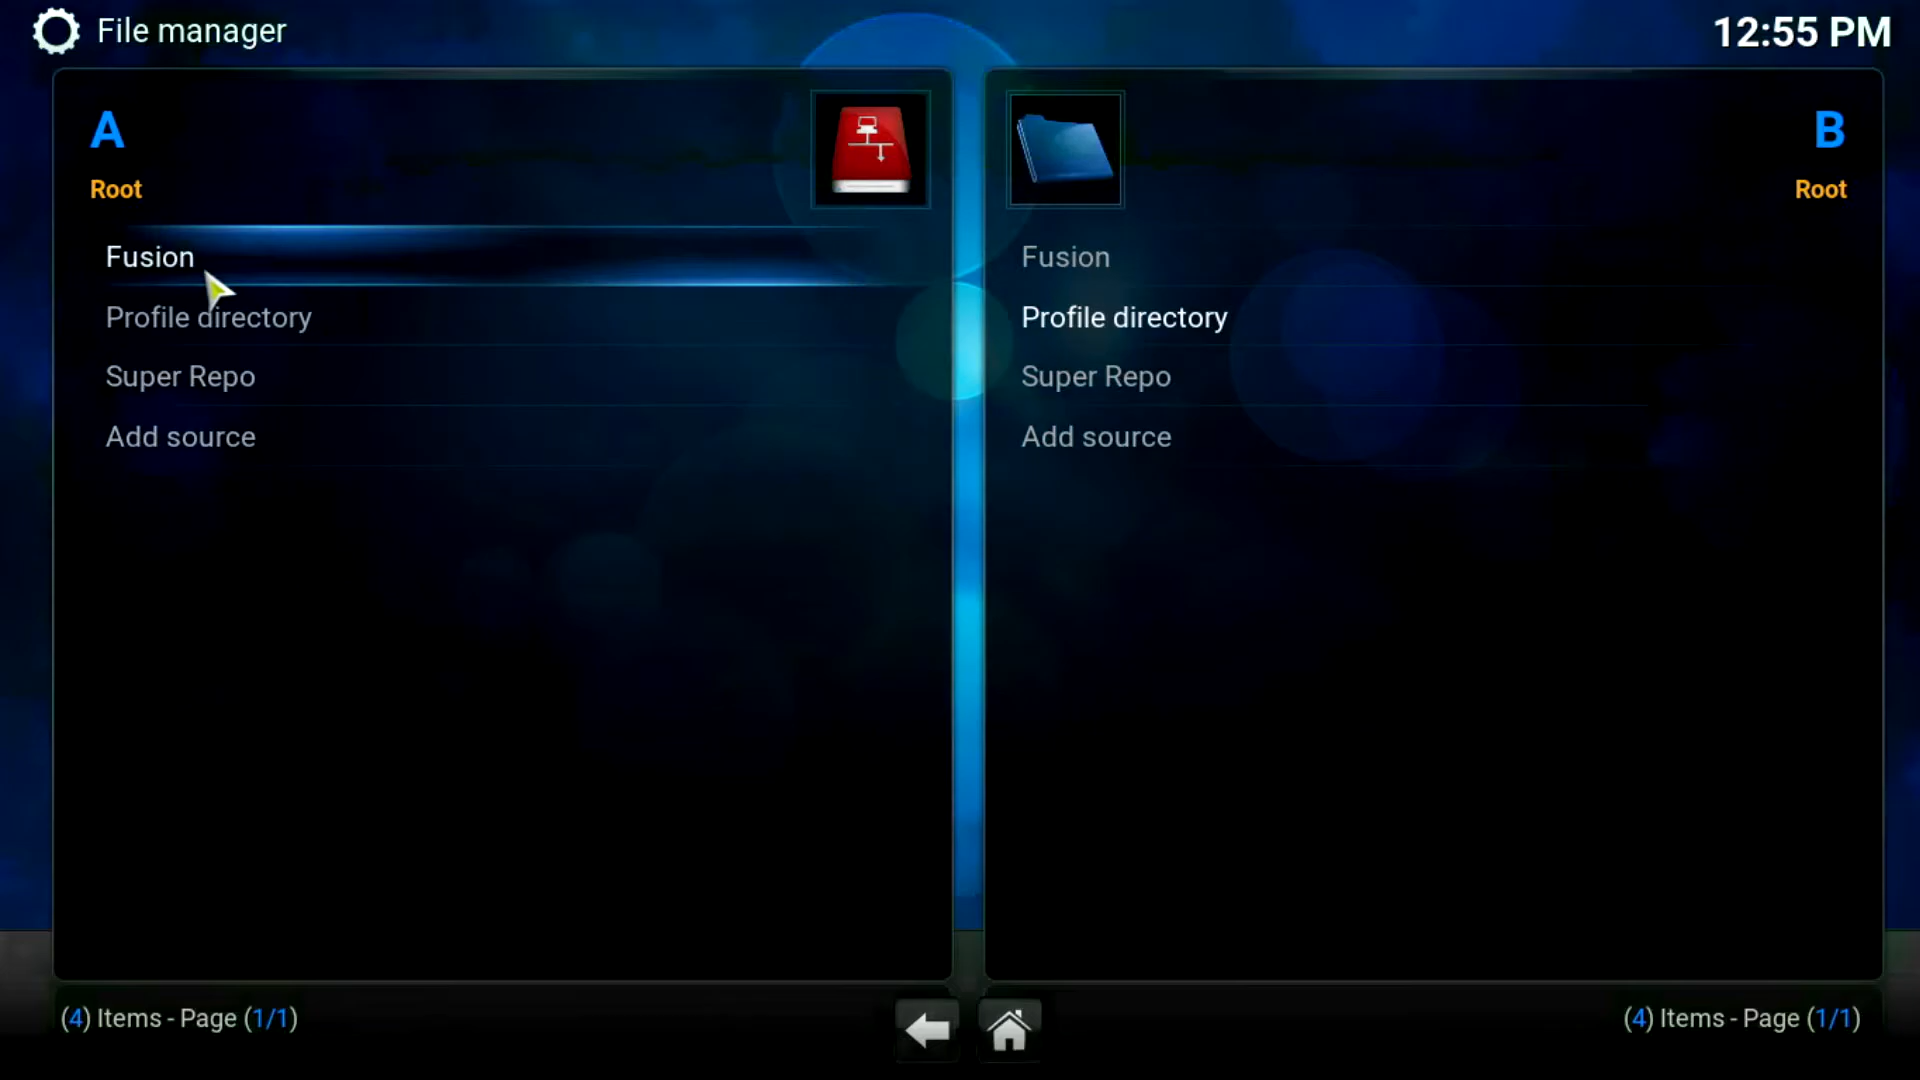 File manager
12:55 PM
A
Root
Fusion
Profile directory
Super Repo
Add source
(4) Items - Page (1/1)
B
Root
Fusion
Profile directory
Super Repo
Add source
(4) Items - Page (1/1)